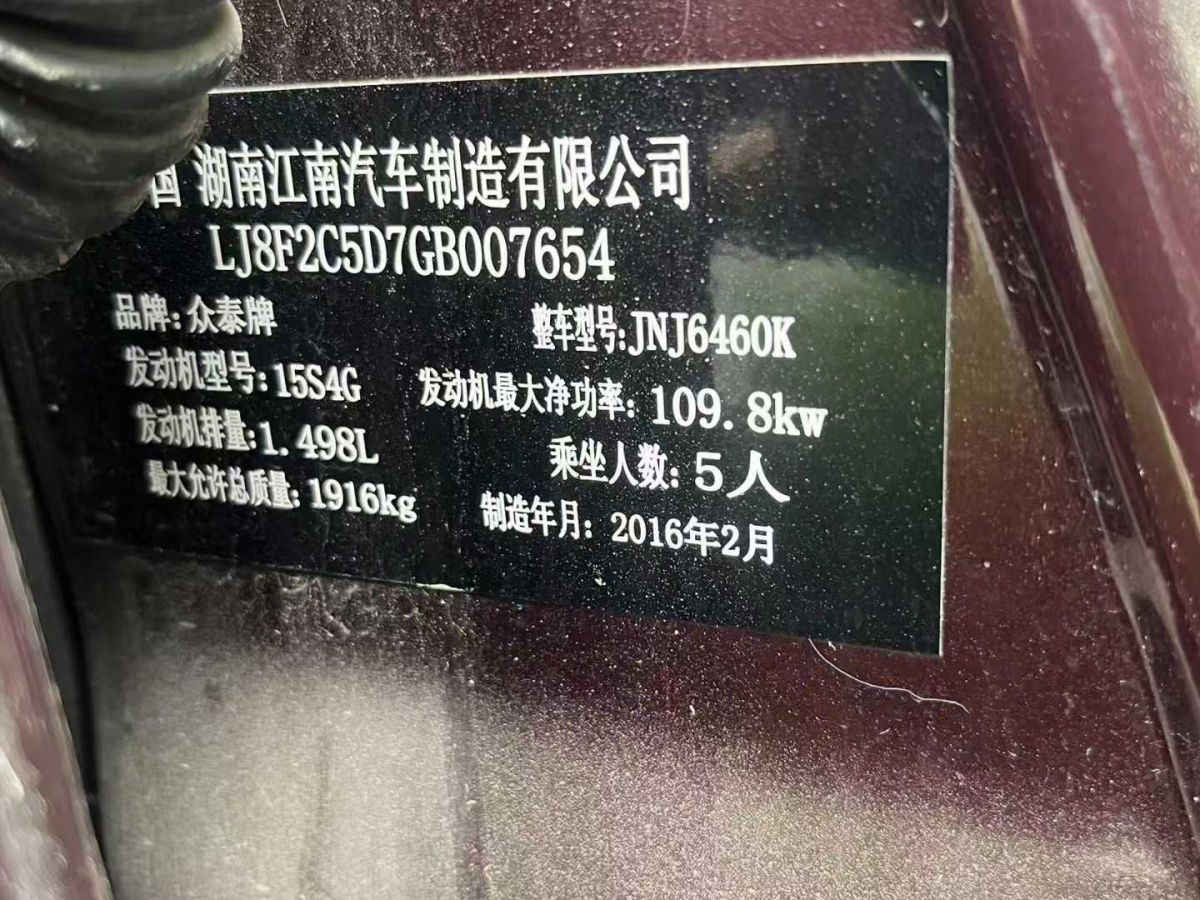 国 湖南江南汽车制造有限公司
LJ8F2C5D7GB007654
品牌:众泰牌 整车型号:JNJ6460K
发动机型号:15S4G 发动机最大净功率:109.8kw
发动机排量:1.498L 乘坐人数:5人
最大允许总质量:1916kg 制造年月:2016年2月